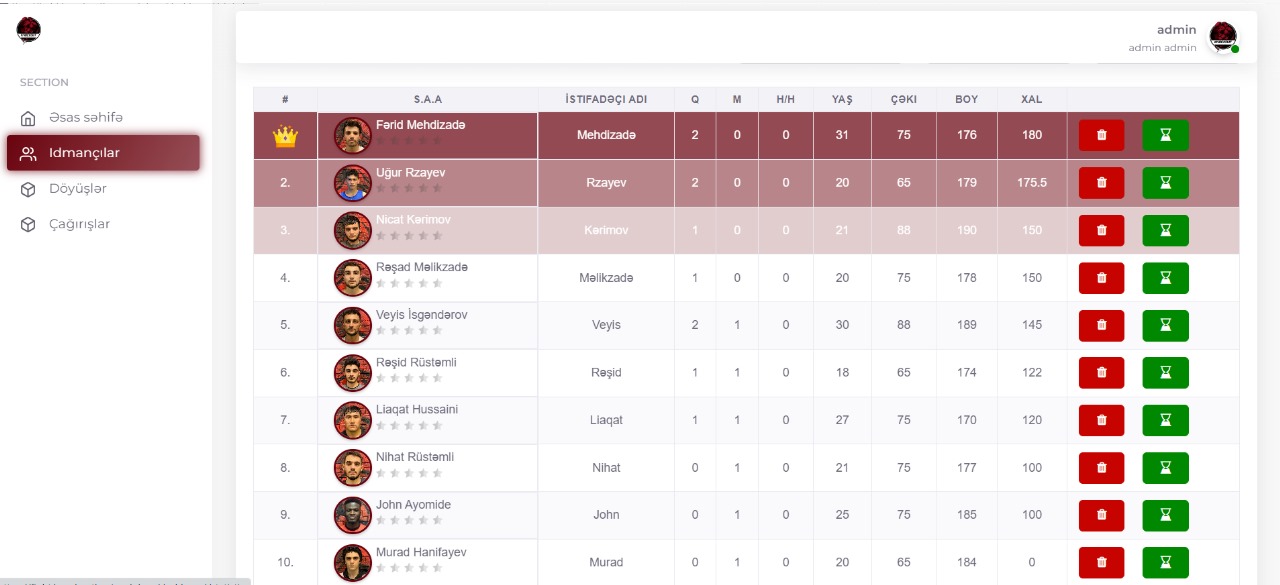 admin
admin admin
SECTION
Əsas səhifə
Idmançılar
Döyüşlər
Çağırışlar
# S.A.A İSTIFADƏÇI ADI Q M H/H YAŞ ÇƏKI BOY XAL
Fərid Mehdizadə Mehdizadə 2 0 0 31 75 176 180
2. Uğur Rzayev Rzayev 2 0 0 20 65 179 175.5
3. Nicat Kərimov Kərimov 1 0 0 21 88 190 150
4. Rəşad Məlikzadə Məlikzadə 1 0 0 20 75 178 150
5. Veyis İsgəndərov Veyis 2 1 0 30 88 189 145
6. Rəşid Rüstəmli Rəşid 1 1 0 18 65 174 122
7. Liaqat Hussaini Liaqat 1 1 0 27 75 170 120
8. Nihat Rüstəmli Nihat 0 1 0 21 75 177 100
9. John Ayomide John 0 1 0 25 75 185 100
10. Murad Hanifayev Murad 0 1 0 20 65 184 0